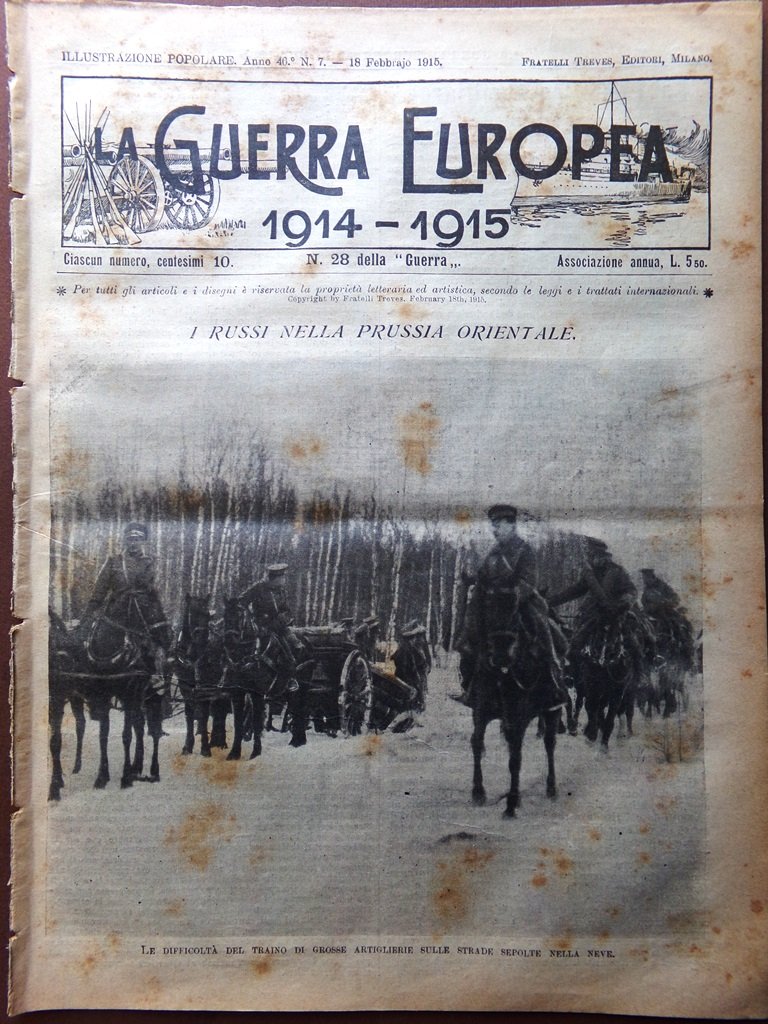 ILLUSTRAZIONE POPOLARE. Anno 46.° N. 7. — 18 Febbrajo 1915. FRATELLI TREVES, EDITORI, MILANO.
LA GUERRA EUROPEA
1914-1915
Ciascun numero, centesimi 10. N. 28 della "Guerra„. Associazione annua, L. 5 50.
* Per tutti gli articoli e i disegni è riservata la proprietà letteraria ed artistica, secondo le leggi e i trattati internazionali. *
Copyright by Fratelli Treves. February 18th, 1915.
I RUSSI NELLA PRUSSIA ORIENTALE.
LE DIFFICOLTÀ DEL TRAINO DI GROSSE ARTIGLIERIE SULLE STRADE SEPOLTE NELLA NEVE.